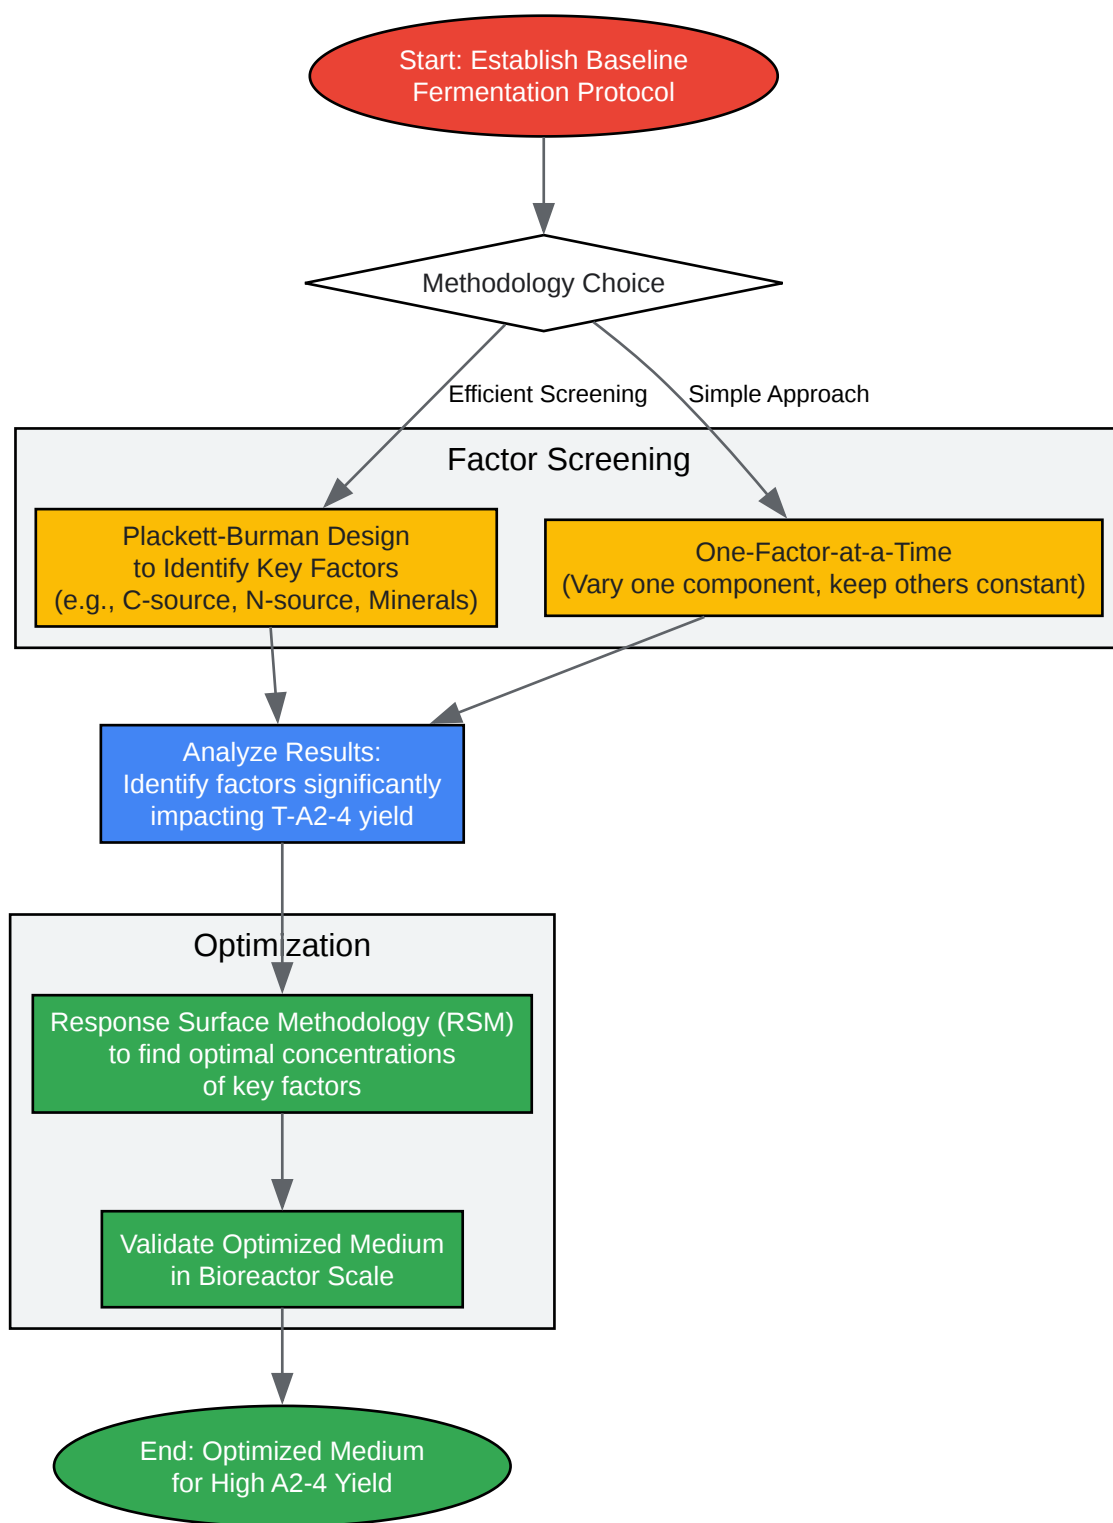 Start: Establish Baseline
Fermentation Protocol
Methodology Choice
Efficient Screening
Simple Approach
Factor Screening
Plackett-Burman Design
to Identify Key Factors
(e.g., C-source, N-source, Minerals)
One-Factor-at-a-Time
(Vary one component, keep others constant)
Analyze Results:
Identify factors significantly
impacting T-A2-4 yield
Optimization
Response Surface Methodology (RSM)
to find optimal concentrations
of key factors
Validate Optimized Medium
in Bioreactor Scale
End: Optimized Medium
for High A2-4 Yield